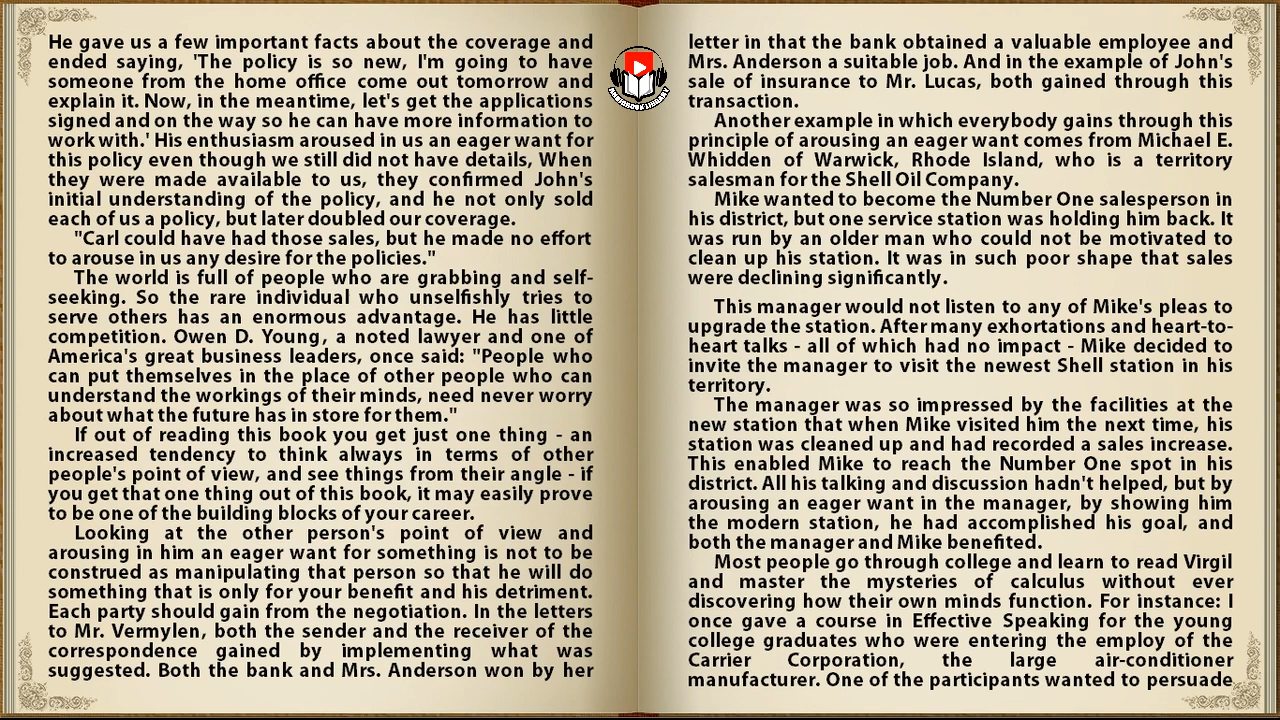 He gave us a few important facts about the coverage and
ended saying, 'The policy is so new, I'm going to have
someone from the home office come out tomorrow and
explain it. Now, in the meantime, let's get the applications
signed and on the way so he can have more information to
work with.' His enthusiasm aroused in us an eager want for
this policy even though we still did not have details, When
they were made available to us, they confirmed John's
initial understanding of the policy, and he not only sold
each of us a policy, but later doubled our coverage.
"Carl could have had those sales, but he made no effort
to arouse in us any desire for the policies."
The world is full of people who are grabbing and self-
seeking. So the rare individual who unselfishly tries to
serve others has an enormous advantage. He has little
competition. Owen D. Young, a noted lawyer and one of
America's great business leaders, once said: "People who
can put themselves in the place of other people who can
understand the workings of their minds, need never worry
about what the future has in store for them."
If out of reading this book you get just one thing - an
increased tendency to think always in terms of other
people's point of view, and see things from their angle - if
you get that one thing out of this book, it may easily prove
to be one of the building blocks of your career.
Looking at the other person's point of view and
arousing in him an eager want for something is not to be
construed as manipulating that person so that he will do
something that is only for your benefit and his detriment.
Each party should gain from the negotiation. In the letters
to Mr. Vermylen, both the sender and the receiver of the
correspondence gained by implementing what was
suggested. Both the bank and Mrs. Anderson won by her
letter in that the bank obtained a valuable employee and
Mrs. Anderson a suitable job. And in the example of John's
sale of insurance to Mr. Lucas, both gained through this
transaction.
Another example in which everybody gains through this
principle of arousing an eager want comes from Michael E.
Whidden of Warwick, Rhode Island, who is a territory
salesman for the Shell Oil Company.
Mike wanted to become the Number One salesperson in
his district, but one service station was holding him back. It
was run by an older man who could not be motivated to
clean up his station. It was in such poor shape that sales
were declining significantly.
This manager would not listen to any of Mike's pleas to
upgrade the station. After many exhortations and heart-to-
heart talks - all of which had no impact - Mike decided to
invite the manager to visit the newest Shell station in his
territory.
The manager was so impressed by the facilities at the
new station that when Mike visited him the next time, his
station was cleaned up and had recorded a sales increase.
This enabled Mike to reach the Number One spot in his
district. All his talking and discussion hadn't helped, but by
arousing an eager want in the manager, by showing him
the modern station, he had accomplished his goal, and
both the manager and Mike benefited.
Most people go through college and learn to read Virgil
and master the mysteries of calculus without ever
discovering how their own minds function. For instance: I
once gave a course in Effective Speaking for the young
college graduates who were entering the employ of the
Carrier Corporation, the large air-conditioner
manufacturer. One of the participants wanted to persuade